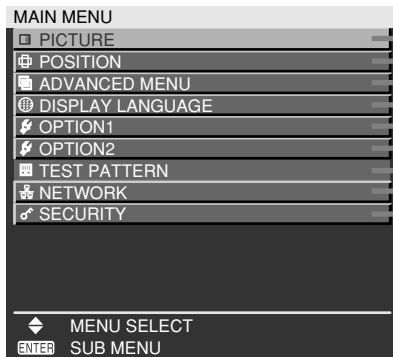 MAIN MENU
PICTURE
POSITION
ADVANCED MENU
DISPLAY LANGUAGE
OPTION1
OPTION2
TEST PATTERN
NETWORK
SECURITY
MENU SELECT
ENTER SUB MENU